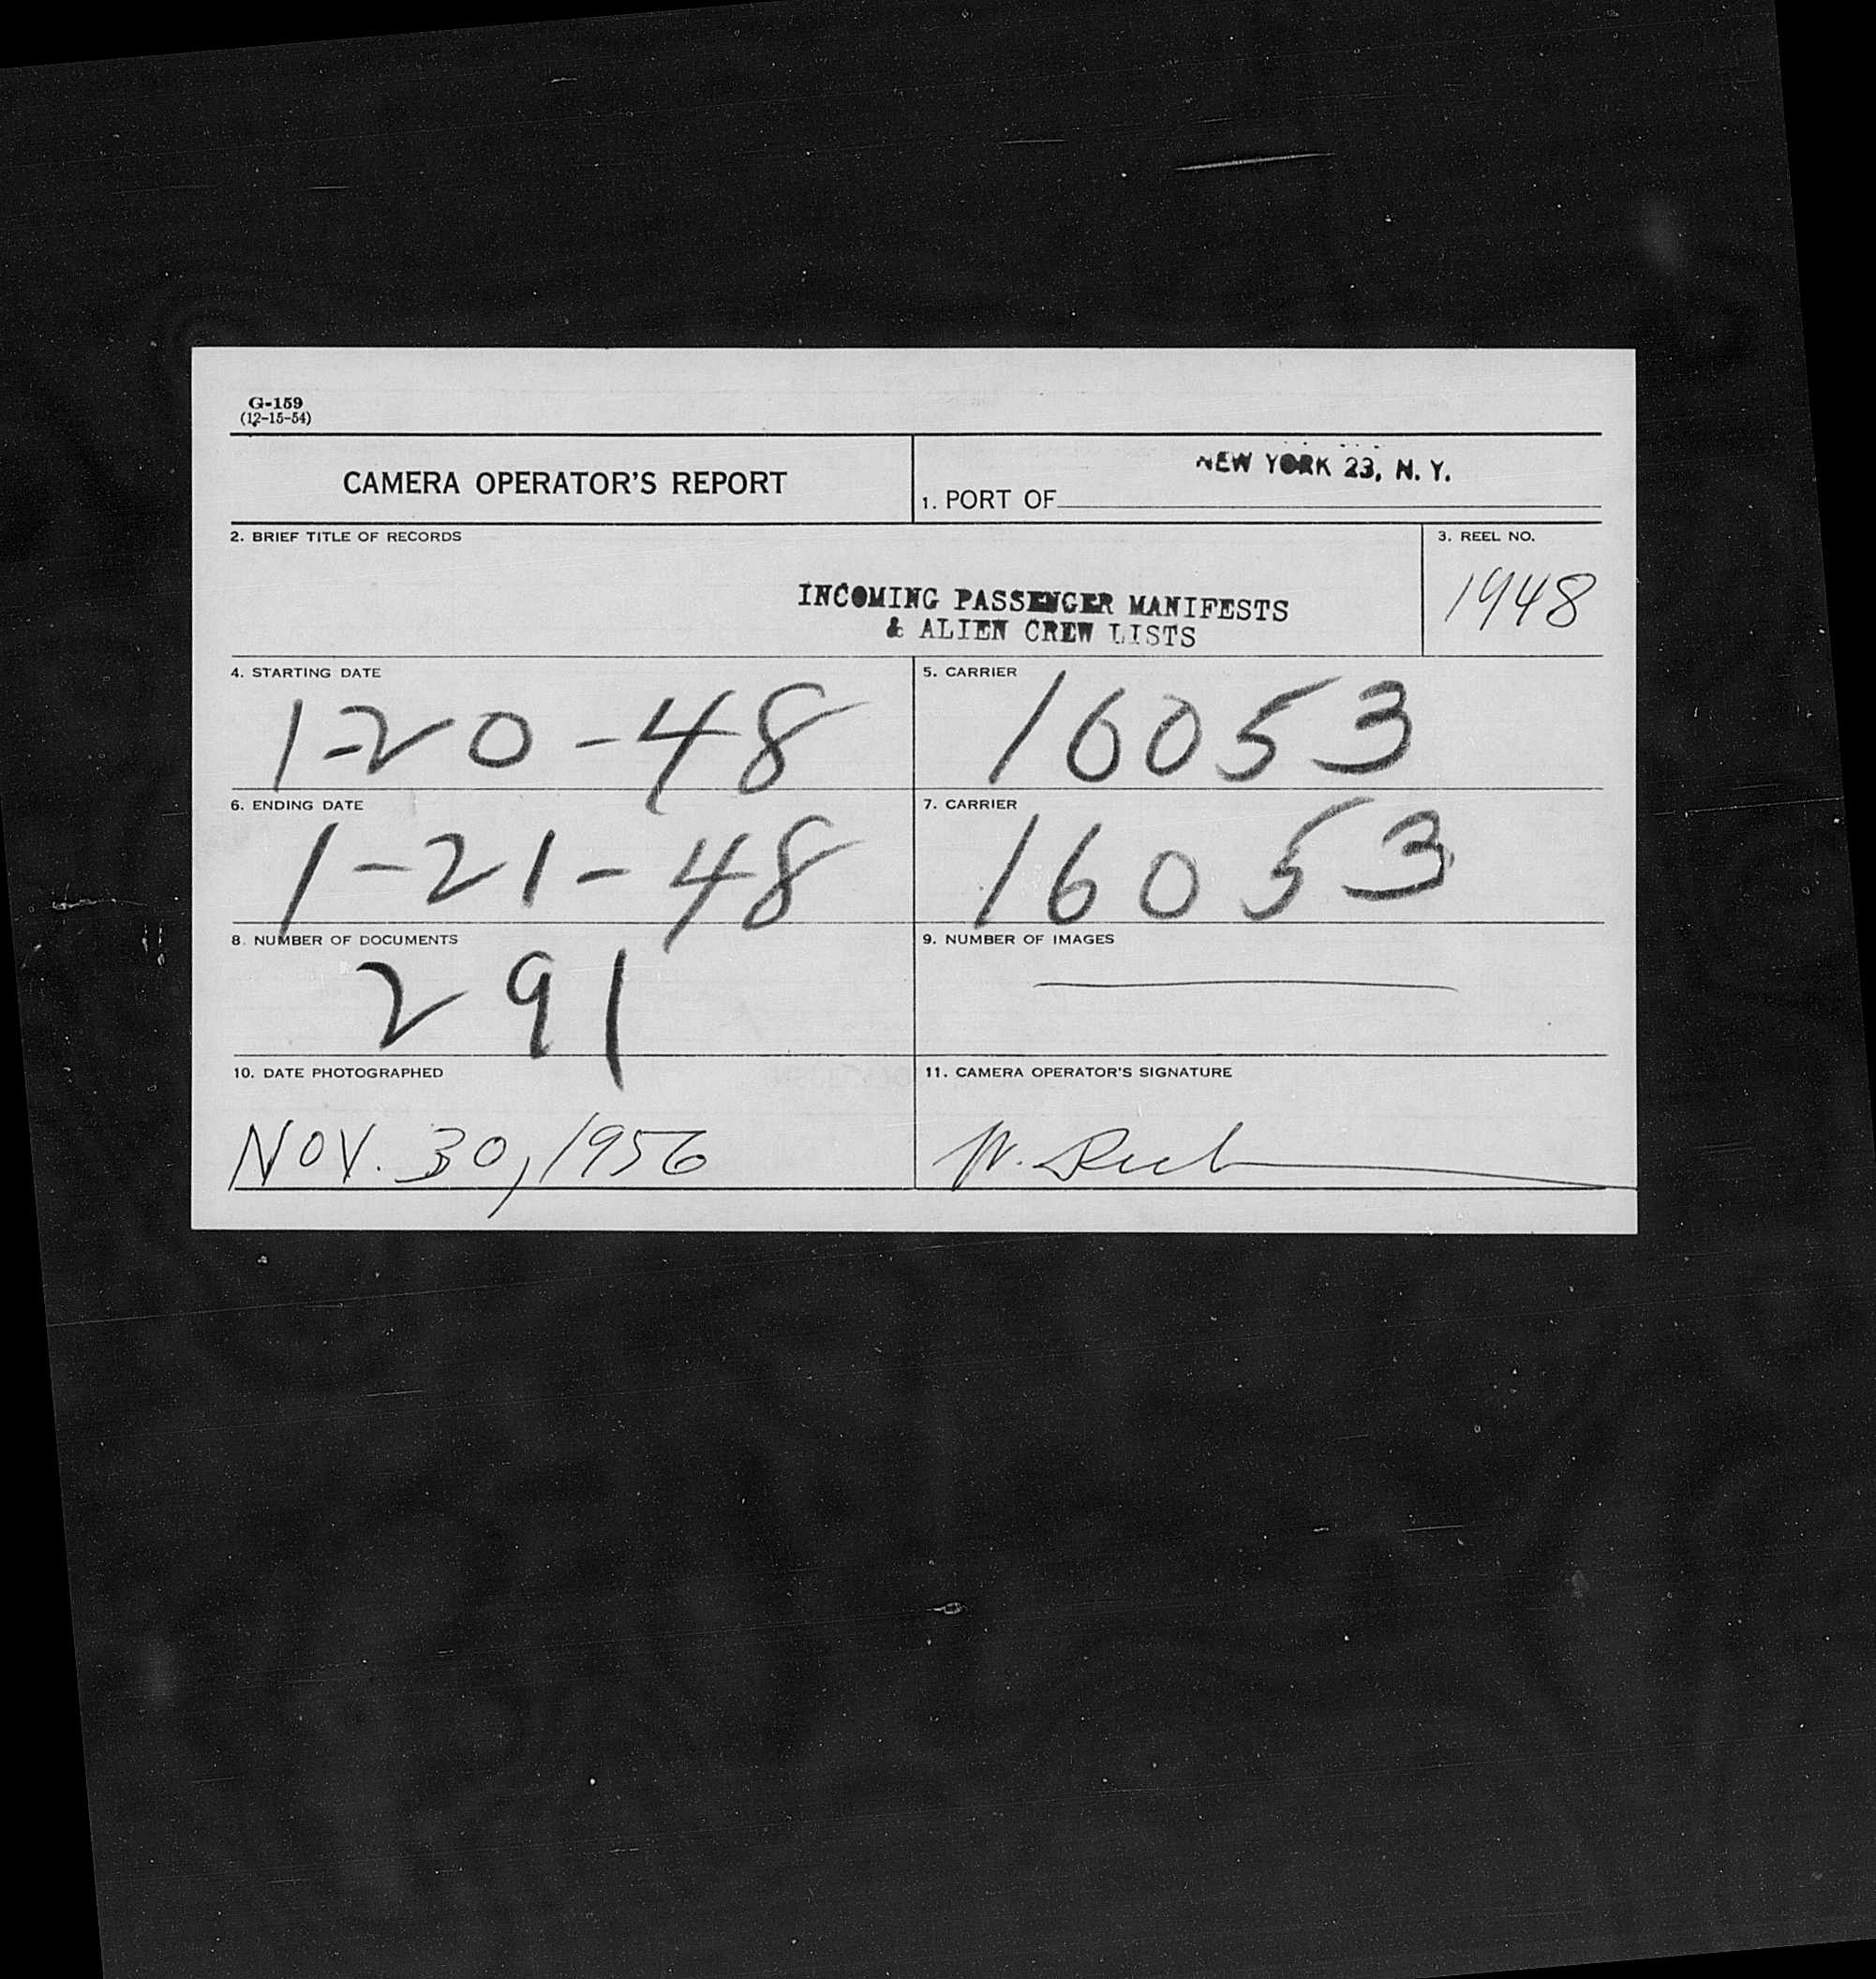 G-159
(12-15-54)
CAMERA OPERATOR'S REPORT
NEW YORK 23, N. Y.
1. PORT OF
2. BRIEF TITLE OF RECORDS
3. REEL NO.
INCOMING PASSENGER MANIFESTS
& ALIEN CREW LISTS
1948
4. STARTING DATE
5. CARRIER
1-20-48
16053
6. ENDING DATE
7. CARRIER
1-21-48
16053
8. NUMBER OF DOCUMENTS
9. NUMBER OF IMAGES
291
10. DATE PHOTOGRAPHED
11. CAMERA OPERATOR'S SIGNATURE
NOV. 30, 1956